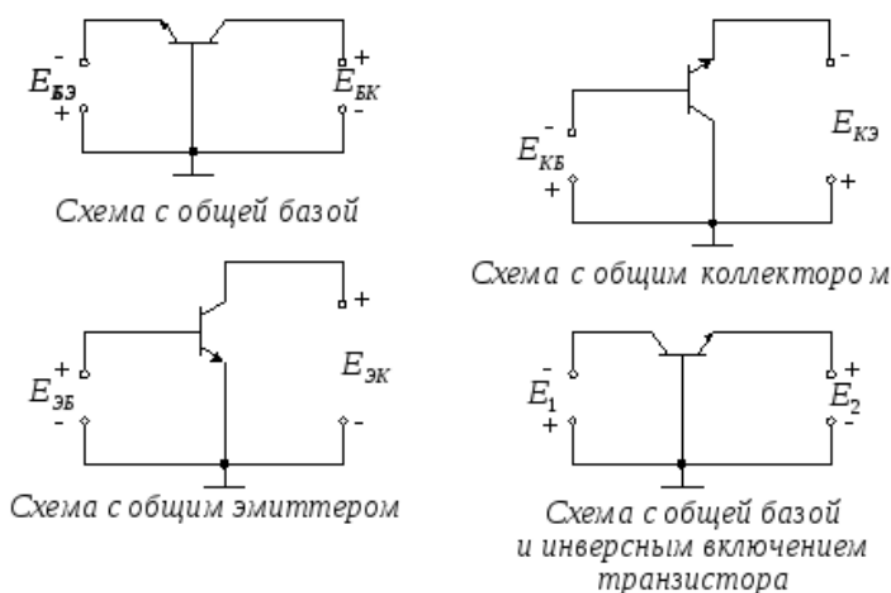 -
E_БЭ
+
+
E_БК
-
Схема с общей базой
-
E_КБ
+
-
E_КЭ
+
Схема с общим коллектором
+
E_ЭБ
-
+
E_ЭК
-
Схема с общим эмиттером
-
E_1
+
+
E_2
-
Схема с общей базой
и инверсным включением
транзистора